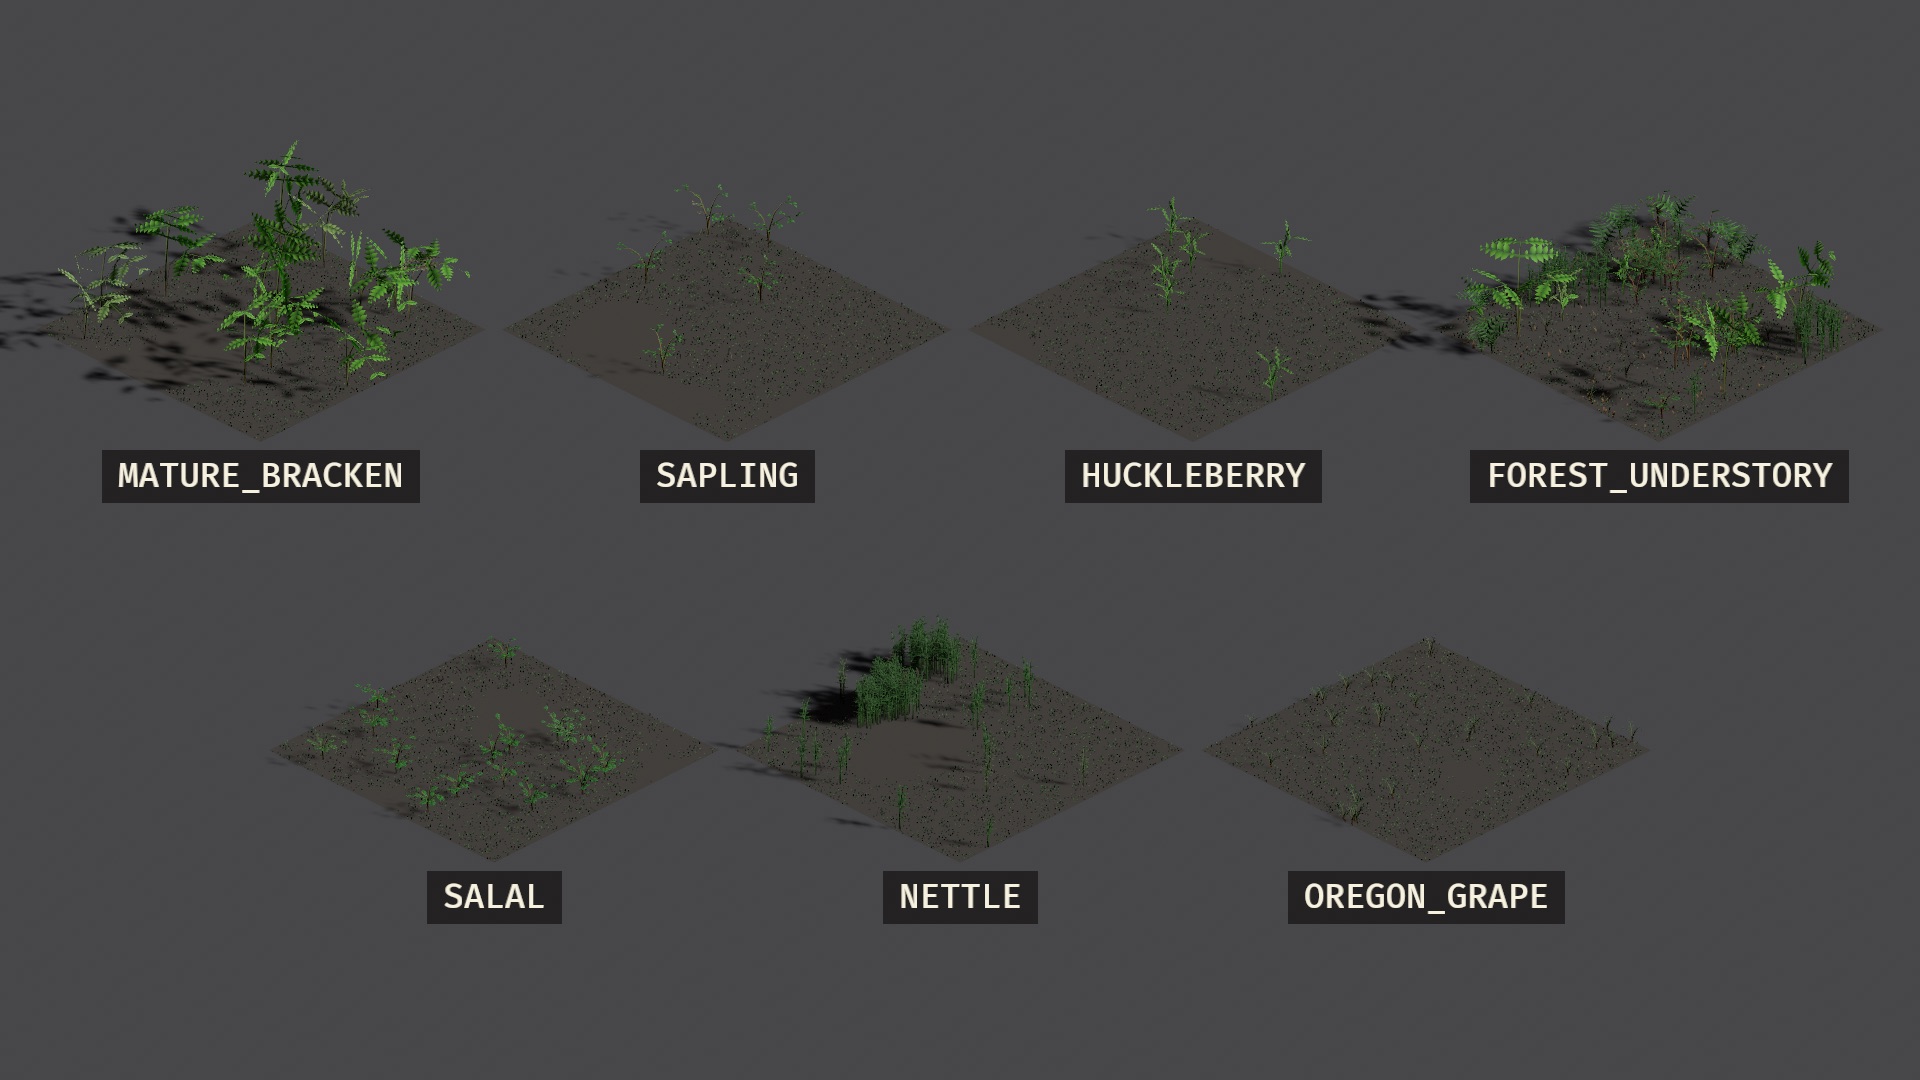 MATURE_BRACKEN
SAPLING
HUCKLEBERRY
FOREST_UNDERSTORY
SALAL
NETTLE
OREGON_GRAPE